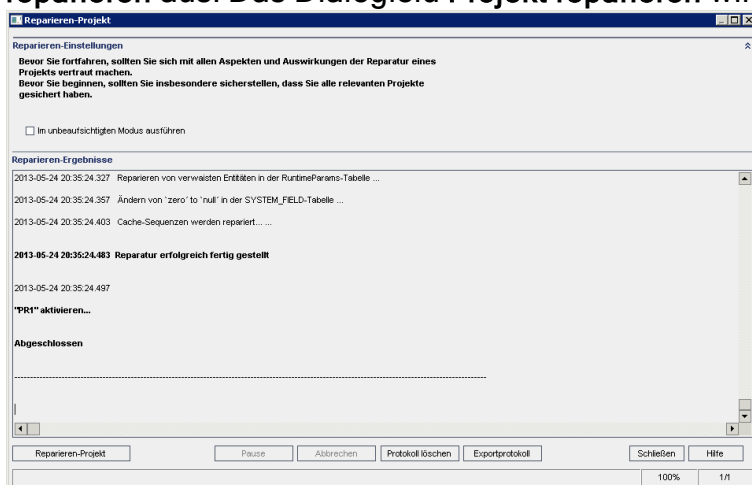 reparieren aus. Das Dialogfeld Projekt reparieren wi
Reparieren-Projekt
Reparieren-Einstellungen
Bevor Sie fortfahren, sollten Sie sich mit allen Aspekten und Auswirkungen der Reparatur eines
Projekts vertraut machen.
Bevor Sie beginnen, sollten Sie insbesondere sicherstellen, dass Sie alle relevanten Projekte
gesichert haben.
Im unbeaufsichtigten Modus ausführen
Reparieren-Ergebnisse
2013-05-24 20:35:24.327 Reparieren von verwaisten Entitäten in der RuntimeParams-Tabelle ...
2013-05-24 20:35:24.357 Ändern von `zero´ to `null´ in der SYSTEM_FIELD-Tabelle ...
2013-05-24 20:35:24.403 Cache-Sequenzen werden repariert... ...
2013-05-24 20:35:24.483 Reparatur erfolgreich fertig gestellt
2013-05-24 20:35:24.497
"PR1" aktivieren...
Abgeschlossen
Reparieren-Projekt Pause Abbrechen Protokoll löschen Exportprotokoll Schließen Hilfe
100% 1/1